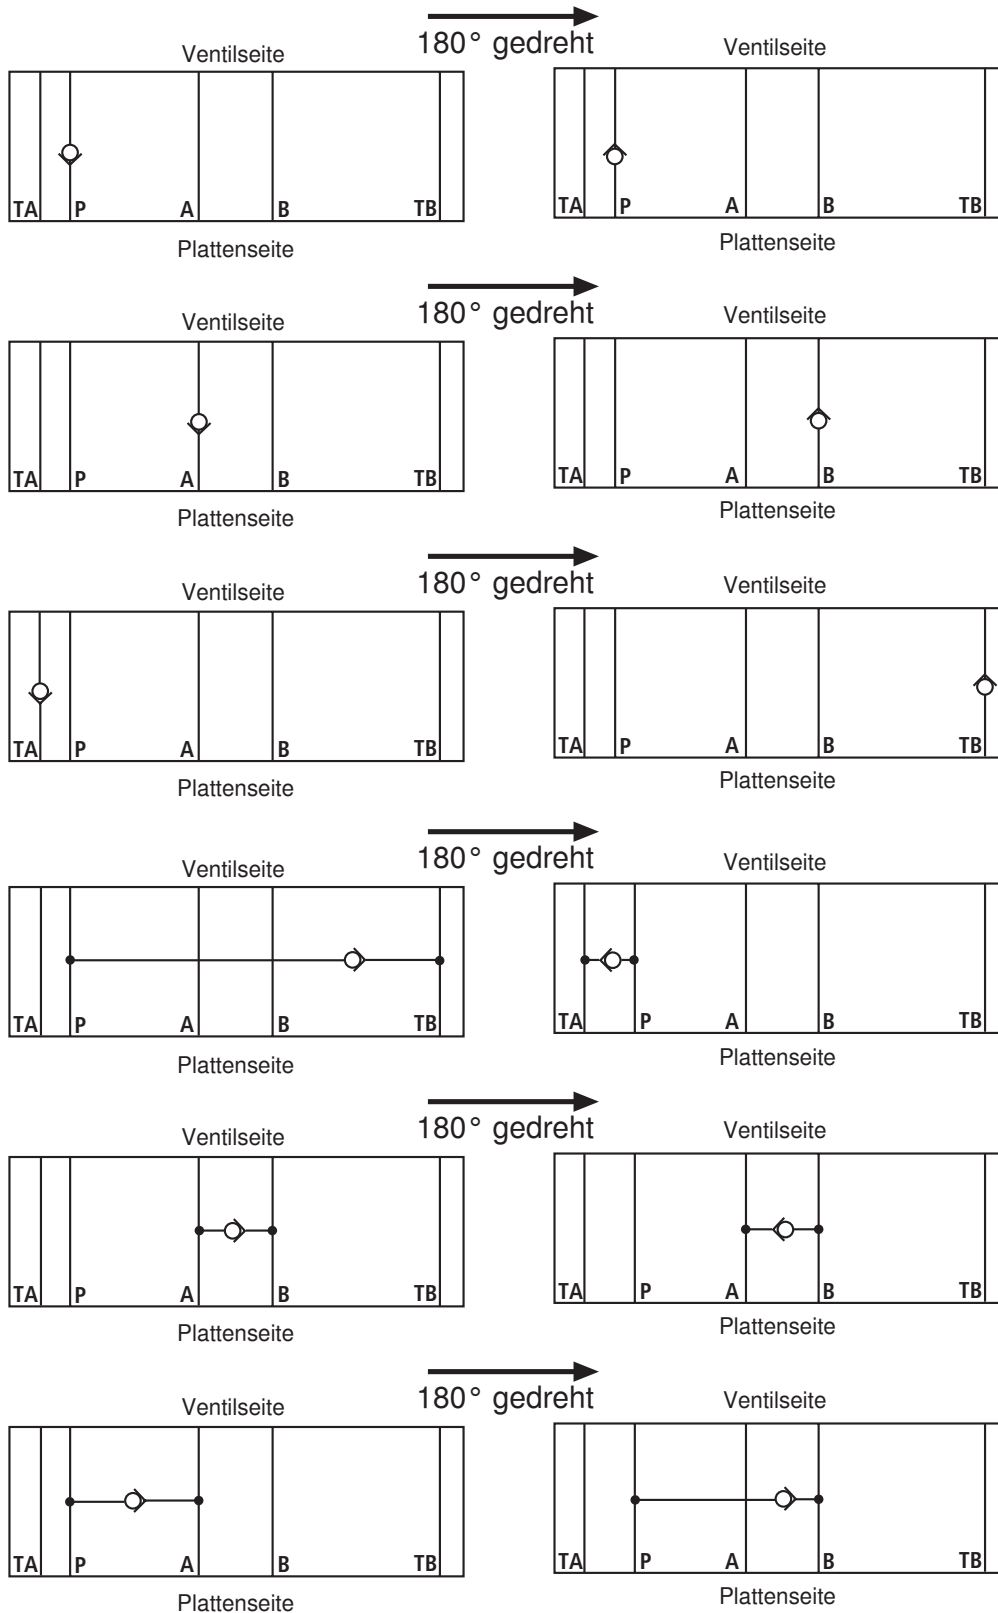 180° gedreht
Ventilseite Ventilseite
TA P A B TB TA P A B TB
Plattenseite Plattenseite
180° gedreht
Ventilseite Ventilseite
TA P A B TB TA P A B TB
Plattenseite Plattenseite
180° gedreht
Ventilseite Ventilseite
TA P A B TB TA P A B TB
Plattenseite Plattenseite
180° gedreht
Ventilseite Ventilseite
TA P A B TB TA P A B TB
Plattenseite Plattenseite
180° gedreht
Ventilseite Ventilseite
TA P A B TB TA P A B TB
Plattenseite Plattenseite
180° gedreht
Ventilseite Ventilseite
TA P A B TB TA P A B TB
Plattenseite Plattenseite